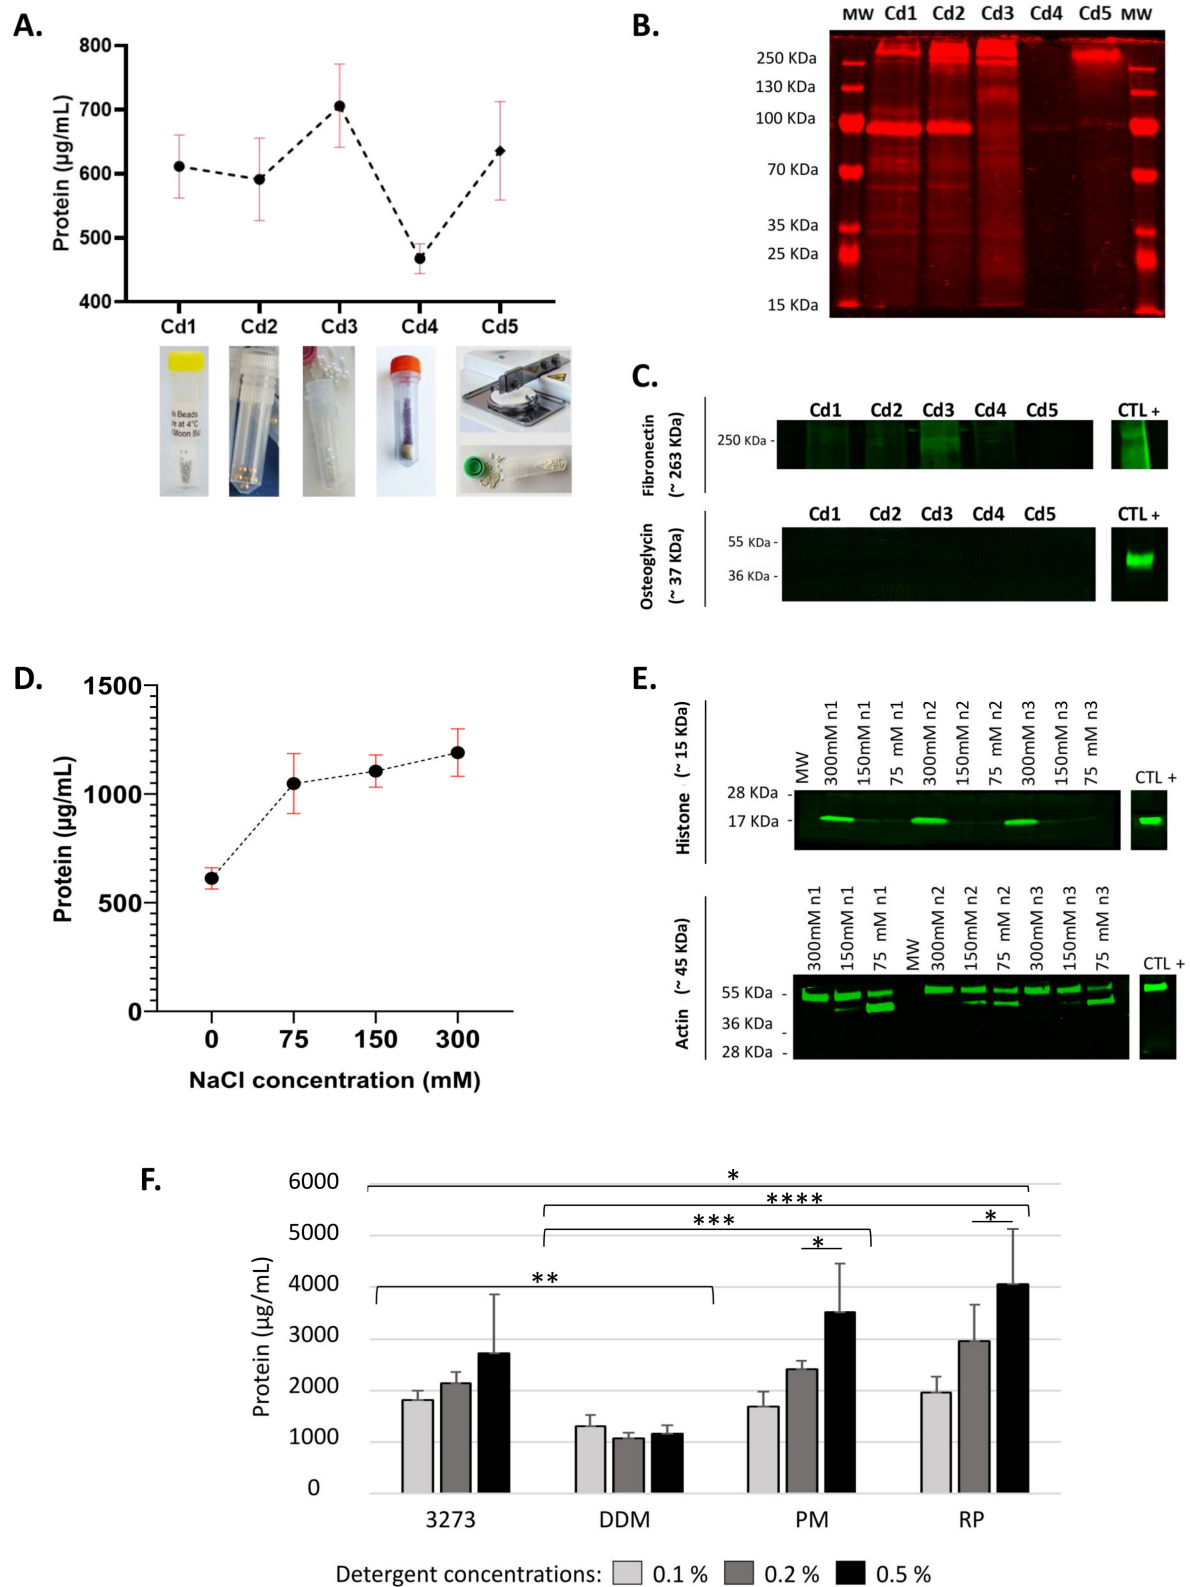 A.
800
700
600
500
400
Protein (µg/mL)
Cd1 Cd2 Cd3 Cd4 Cd5
is Beads
re at 4°C
Moon Bi
B.
MW Cd1 Cd2 Cd3 Cd4 Cd5 MW
250 KDa
130 KDa
100 KDa
70 KDa
35 KDa
25 KDa
15 KDa
C.
Fibronectin
(~ 263 KDa)
Cd1 Cd2 Cd3 Cd4 Cd5 CTL +
250 KDa -
Osteoglycin
(~ 37 KDa)
Cd1 Cd2 Cd3 Cd4 Cd5 CTL +
55 KDa -
36 KDa -
D.
1500
1000
500
0
Protein (µg/mL)
0 75 150 300
NaCl concentration (mM)
E.
Histone (~ 15 KDa)
MW
300mM n1
150mM n1
75 mM n1
300mM n2
150mM n2
75 mM n2
300mM n3
150mM n3
75 mM n3
CTL +
28 KDa -
17 KDa -
Actin (~ 45 KDa)
300mM n1
150mM n1
75 mM n1
MW
300mM n2
150mM n2
75 mM n2
300mM n3
150mM n3
75 mM n3
CTL +
55 KDa -
36 KDa -
28 KDa -
F.
6000
5000
4000
3000
2000
1000
0
Protein (µg/mL)
*
****
***
*
*
**
3273 DDM PM RP
Detergent concentrations: 0.1 % 0.2 % 0.5 %